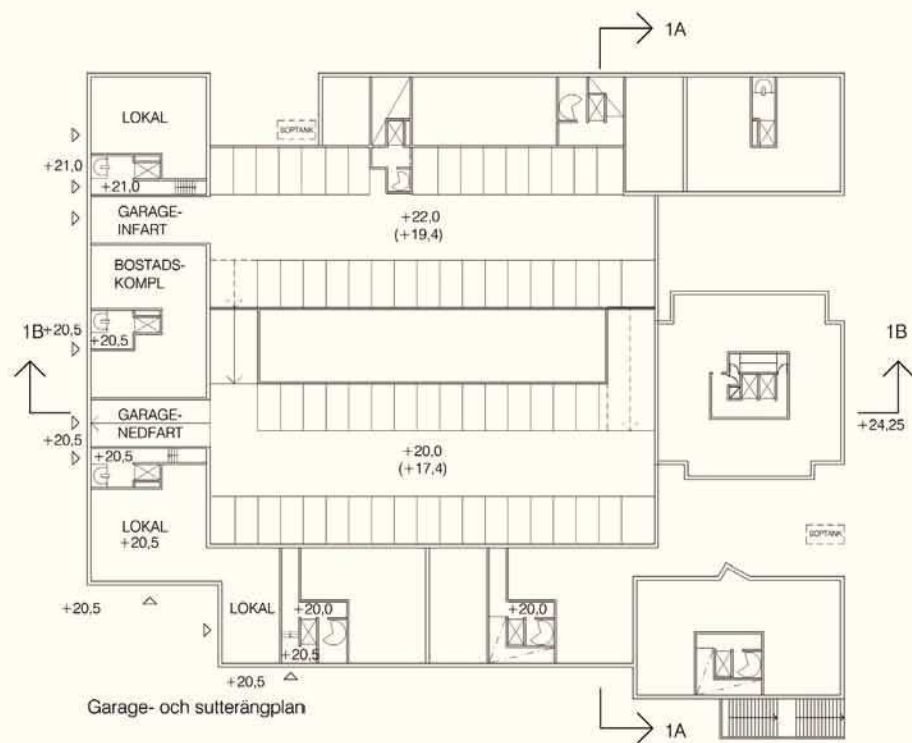 1A
LOKAL
SOPTANK
+21,0
+21,0
GARAGE-
INFART
+22,0
(+19,4)
BOSTADS-
KOMPL
1B
+20,5
+20,5
1B
GARAGE-
NEDFART
+24,25
+20,5
+20,5
+20,0
(+17,4)
LOKAL
+20,5
SOPTANK
+20,5
LOKAL
+20,0
+20,0
+20,5
+20,5
Garage- och sutterängplan
1A